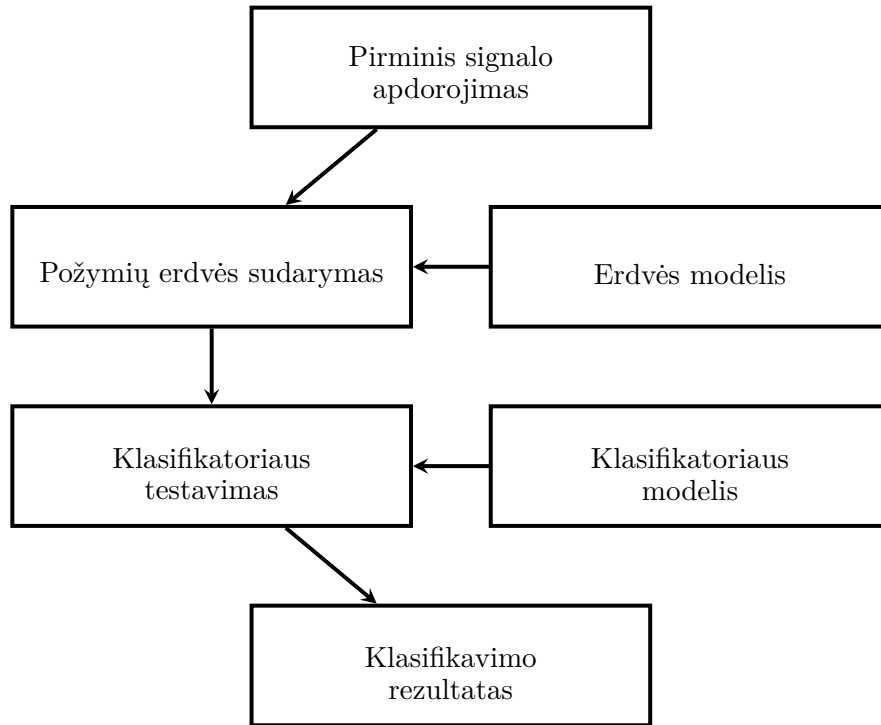 Pirminis signalo
apdorojimas
Požymių erdvės sudarymas
Erdvės modelis
Klasifikatoriaus
testavimas
Klasifikatoriaus
modelis
Klasifikavimo
rezultatas